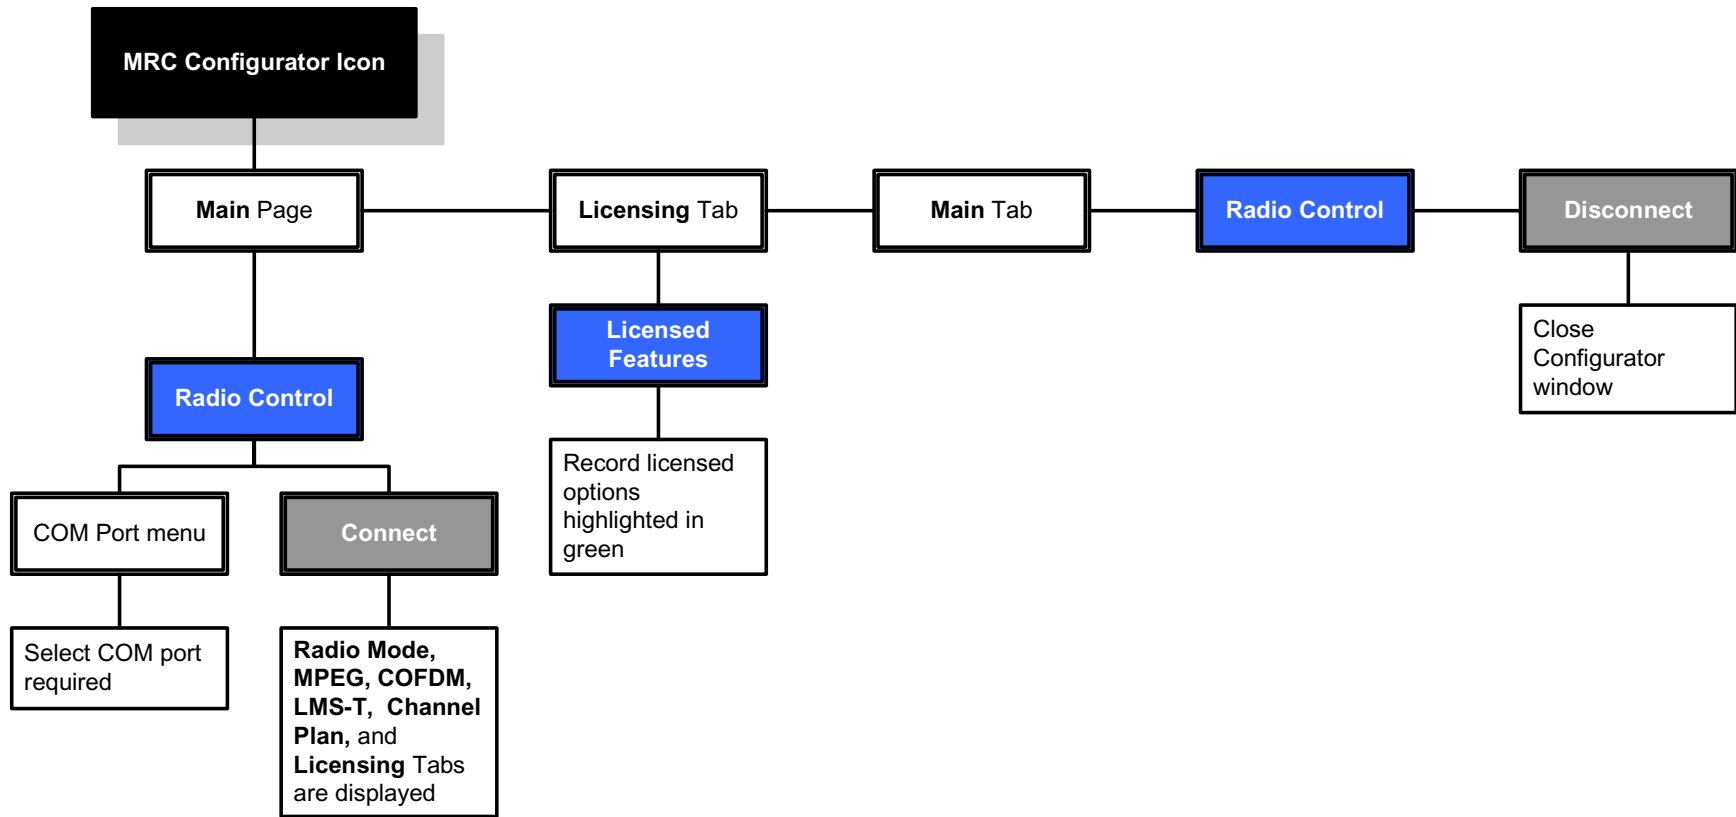 MRC Configurator Icon
Main Page
Licensing Tab
Main Tab
Radio Control
Disconnect
Licensed
Features
Close
Configurator
window
Radio Control
Record licensed
options
highlighted in
green
COM Port menu
Connect
Select COM port
required
Radio Mode,
MPEG, COFDM,
LMS-T, Channel
Plan, and
Licensing Tabs
are displayed